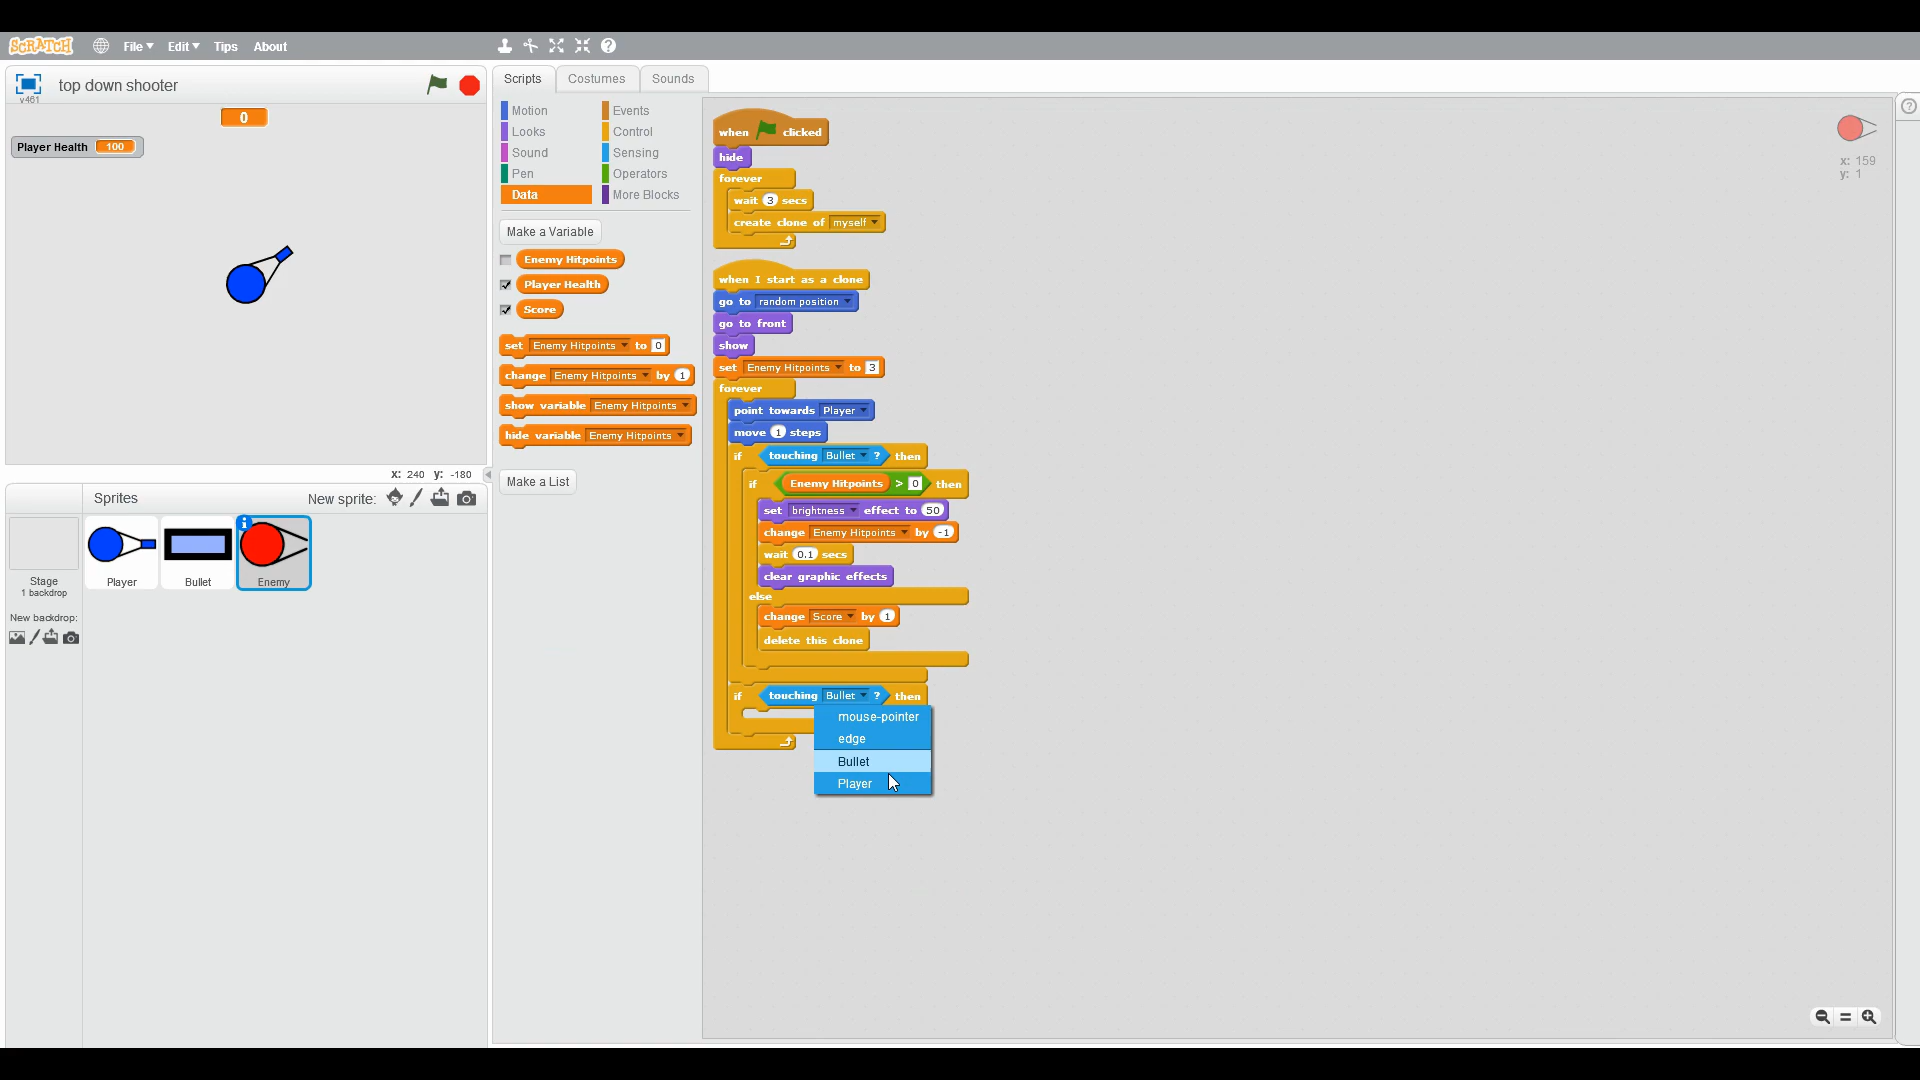 SCRATCH File Edit Tips About
v461 top down shooter
0
Player Health 100
x: 240 y: -180
Sprites New sprite:
Stage
1 backdrop
New backdrop:
Player Bullet Enemy
Scripts Costumes Sounds
Motion Events
Looks Control
Sound Sensing
Pen Operators
Data More Blocks
Make a Variable
Enemy Hitpoints
Player Health
Score
set Enemy Hitpoints to 0
change Enemy Hitpoints by 1
show variable Enemy Hitpoints
hide variable Enemy Hitpoints
Make a List
when clicked
hide
forever
wait 3 secs
create clone of myself
when I start as a clone
go to random position
go to front
show
set Enemy Hitpoints to 3
forever
point towards Player
move 1 steps
if touching Bullet ? then
if Enemy Hitpoints > 0 then
set brightness effect to 50
change Enemy Hitpoints by -1
wait 0.1 secs
clear graphic effects
else
change Score by 1
delete this clone
if touching Bullet ? then
mouse-pointer
edge
Bullet
Player
x: 159
y: 1